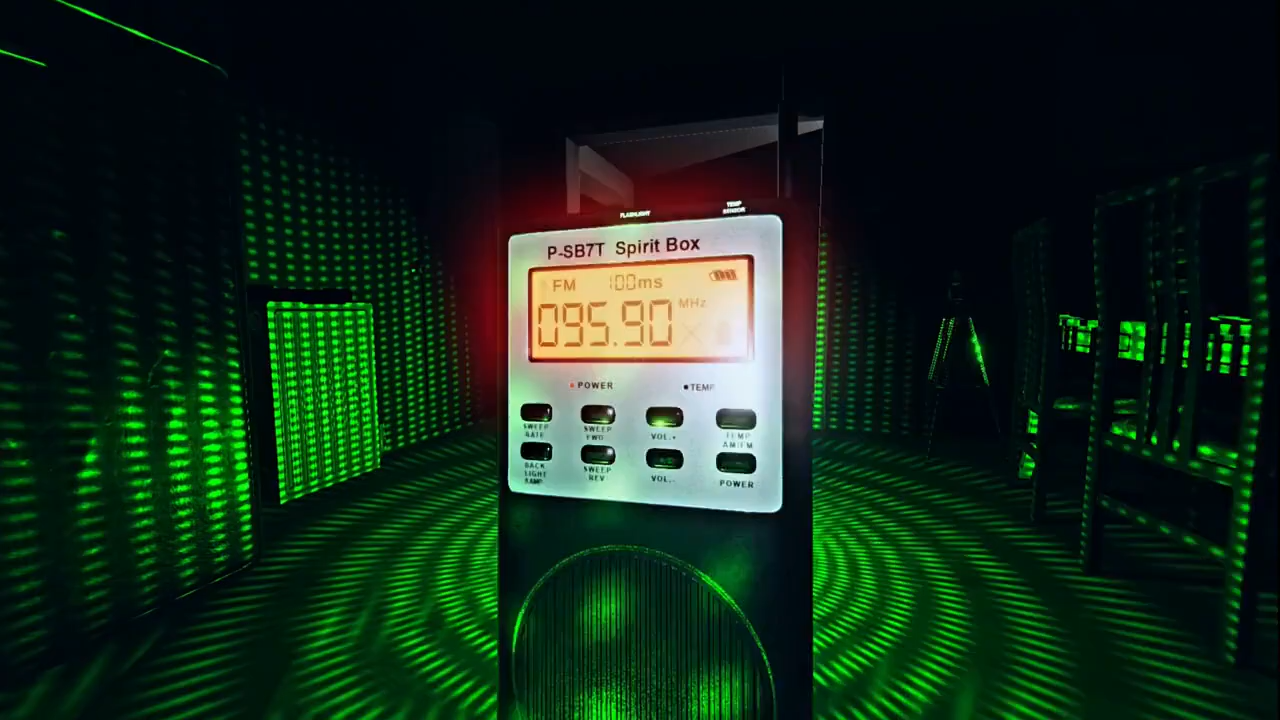 FLASHLIGHT
TEMP
SENSOR
P-SB7T Spirit Box
FM 100ms
095.90 MHz
POWER TEMP
SWEEP
RATE
SWEEP
FWD
VOL.+
TEMP
AM/FM
BACK
LIGHT
SWEEP
REV
VOL.-
POWER